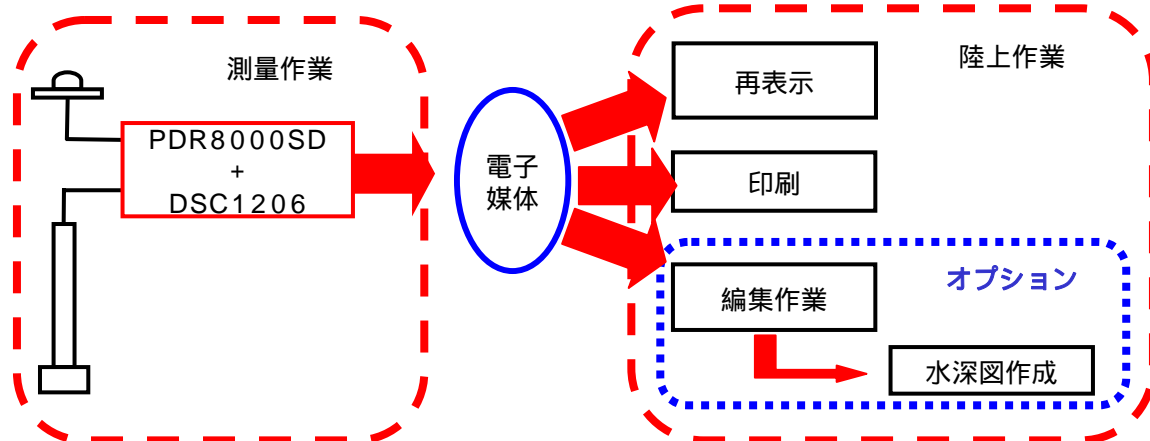 測量作業
PDR8000SD
+
DSC1206
電子
媒体
陸上作業
再表示
印刷
オプション
編集作業
水深図作成